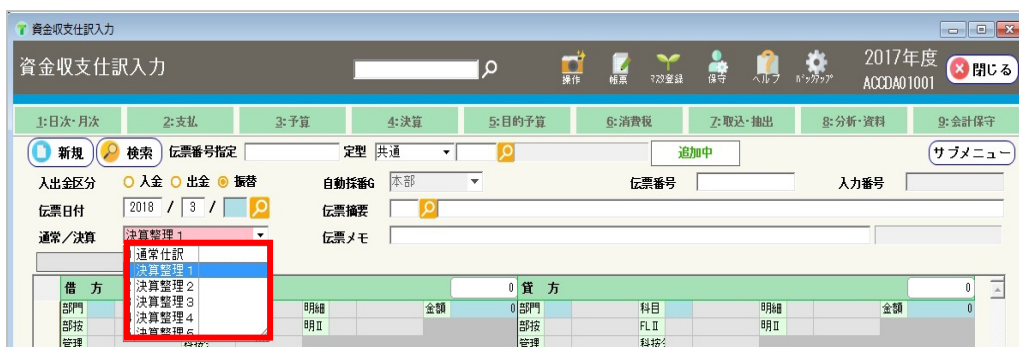 資金収支仕訳入力
資金収支仕訳入力 操作 帳票 マスタ登録 保守 ヘルプ バックアップ 2017年度 ACCDA01001 閉じる
1:日次・月次 2:支払 3:予算 4:決算 5:目的予算 6:消費税 7:取込・抽出 8:分析・資料 9:会計保守
新規 検索 伝票番号指定 定型 共通 追加中 サブメニュー
入出金区分 入金 出金 振替 自動採番G 本部 伝票番号 入力番号
伝票日付 2018 / 3 / 伝票摘要
通常/決算 決算整理1 伝票メモ
通常仕訳
決算整理1
決算整理2
決算整理3
決算整理4
借方 0 貸方 0
部門 明細 金額 0 部門 科目 明細 金額 0
部按 明Ⅱ 部按 FLⅡ 明Ⅱ
管理 科按 管理 科按